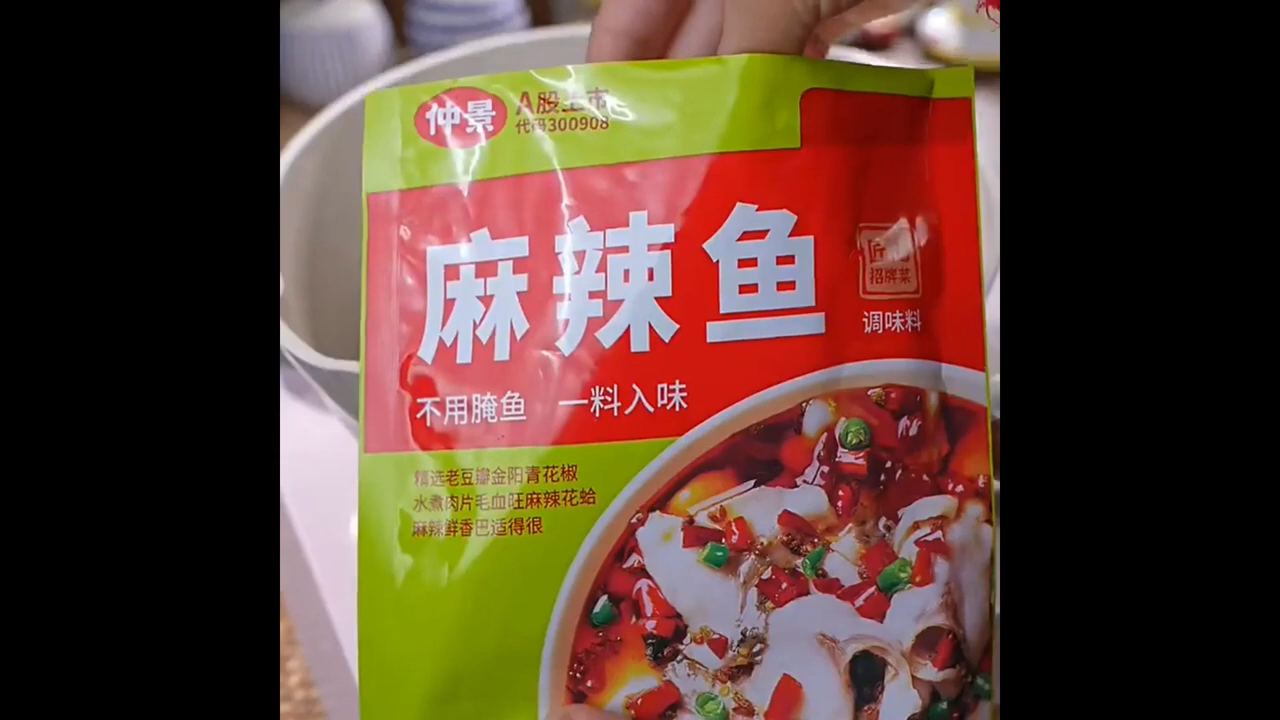 仲景
A股上市
代码300908
麻辣鱼
招牌菜
调味料
不用腌鱼 一料入味
精选老豆瓣金阳青花椒
水煮肉片毛血旺麻辣花蛤
麻辣鲜香巴适得很